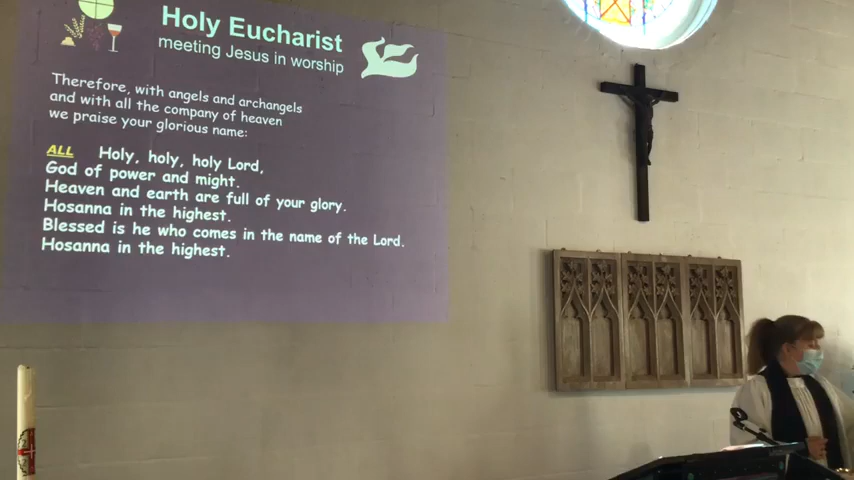 Holy Eucharist
meeting Jesus in worship
Therefore, with angels and archangels
and with all the company of heaven
we praise your glorious name:
ALL Holy, holy, holy Lord,
God of power and might.
Heaven and earth are full of your glory.
Hosanna in the highest.
Blessed is he who comes in the name of the Lord.
Hosanna in the highest.